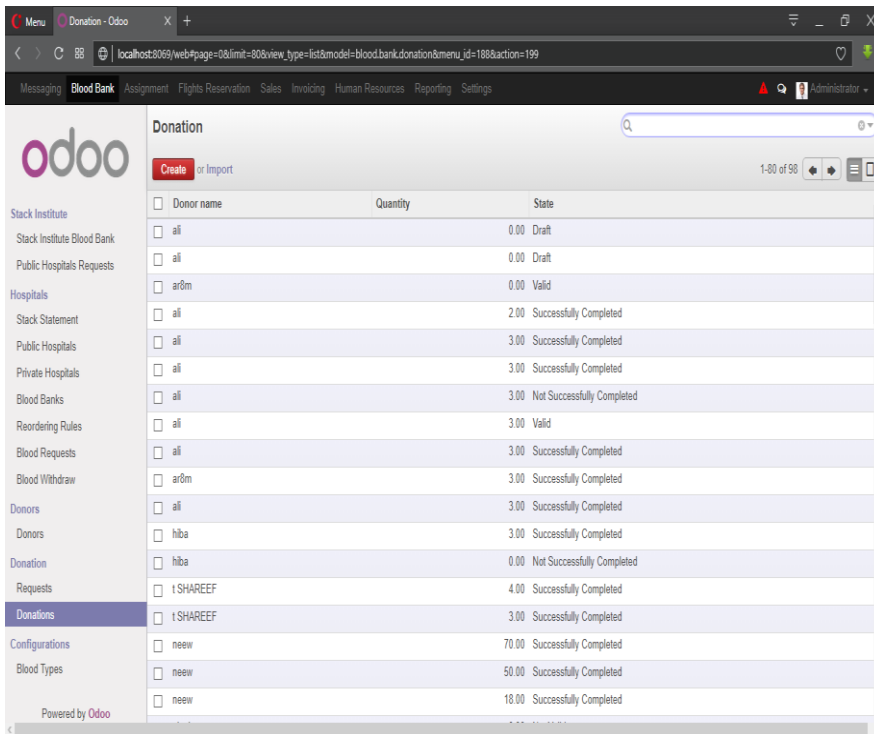 Menu Donation - Odoo X +
localhost:8069/web#page=0&limit=80&view_type=list&model=blood.bank.donation&menu_id=188&action=199
Messaging Blood Bank Assignment Flights Reservation Sales Invoicing Human Resources Reporting Settings Administrator
odoo
Stack Institute
Stack Institute Blood Bank
Public Hospitals Requests
Hospitals
Stack Statement
Public Hospitals
Private Hospitals
Blood Banks
Reordering Rules
Blood Requests
Blood Withdraw
Donors
Donors
Donation
Requests
Donations
Configurations
Blood Types
Powered by Odoo
Donation
Create or Import 1-80 of 98
Donor name Quantity State
ali 0.00 Draft
ali 0.00 Draft
ar8m 0.00 Valid
ali 2.00 Successfully Completed
ali 3.00 Successfully Completed
ali 3.00 Successfully Completed
ali 3.00 Not Successfully Completed
ali 3.00 Valid
ali 3.00 Successfully Completed
ar8m 3.00 Successfully Completed
ali 3.00 Successfully Completed
hiba 3.00 Successfully Completed
hiba 0.00 Not Successfully Completed
t SHAREEF 4.00 Successfully Completed
t SHAREEF 3.00 Successfully Completed
neew 70.00 Successfully Completed
neew 50.00 Successfully Completed
neew 18.00 Successfully Completed